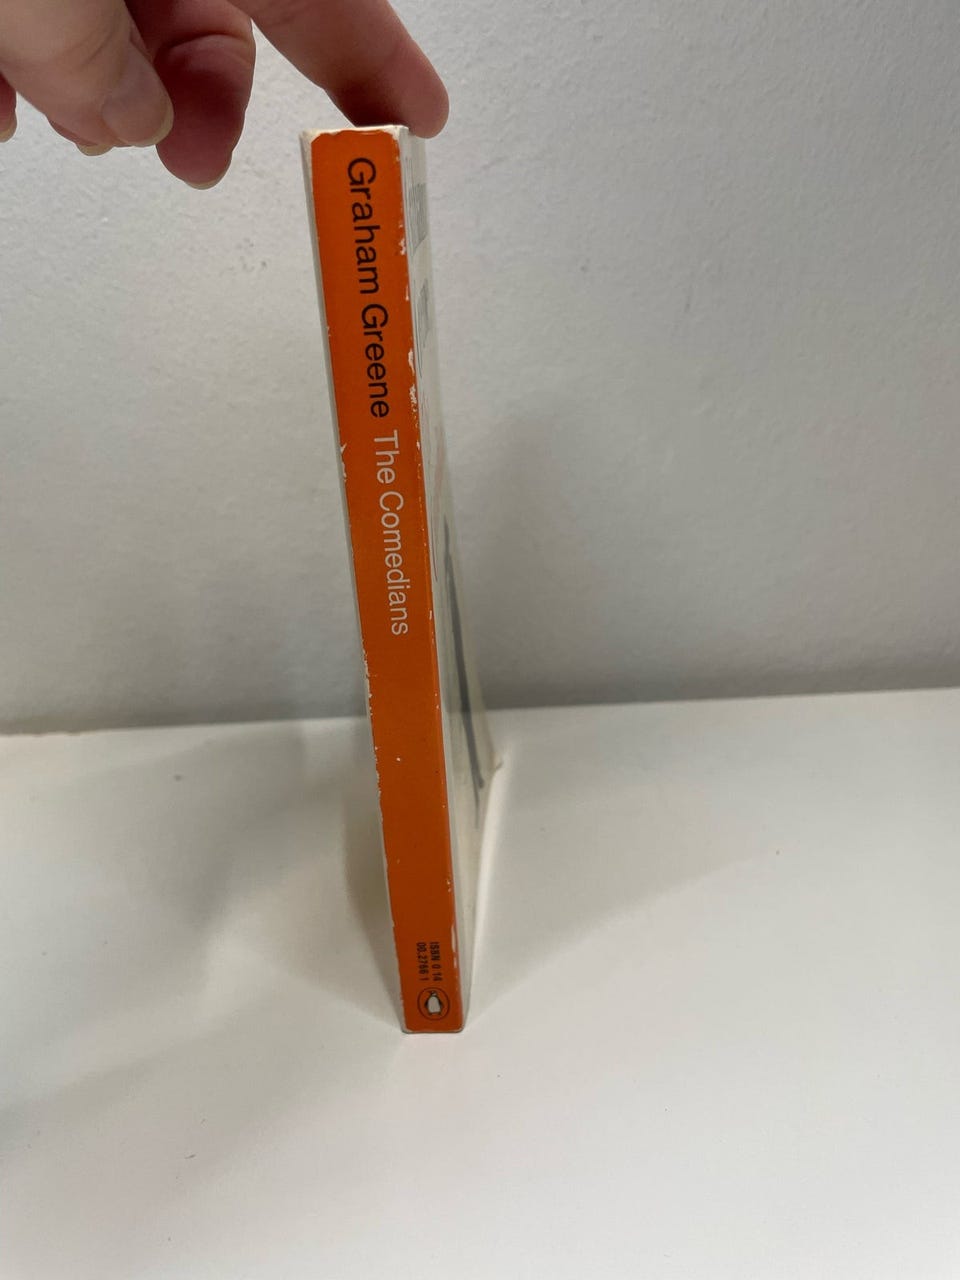 Graham Greene The Comedians
ISBN 0 14
00.2766 1